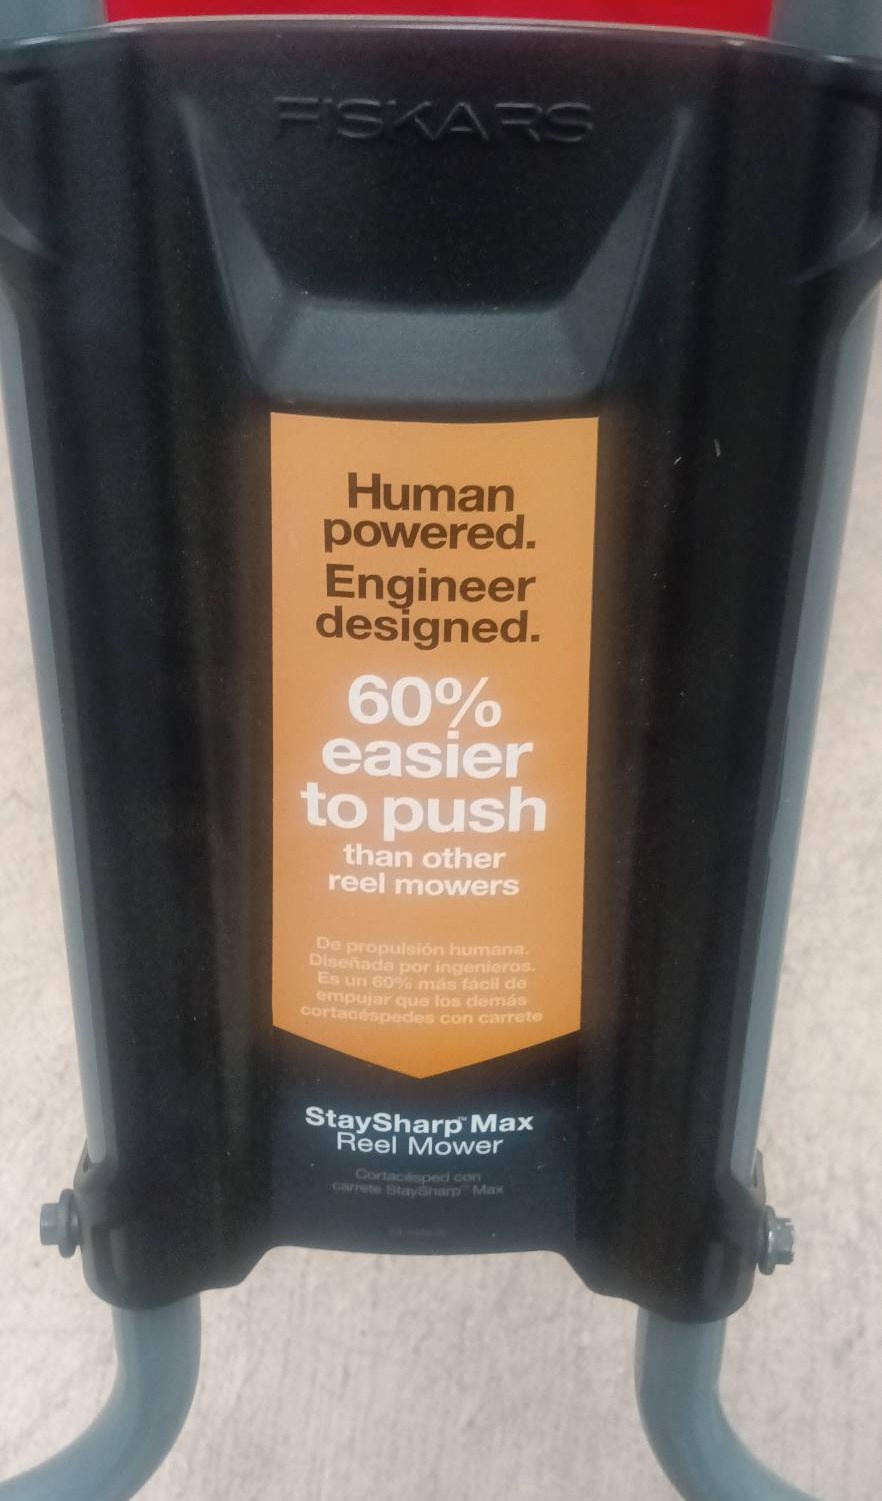 FISKARS
Human
powered.
Engineer
designed.
60%
easier
to push
than other
reel mowers
De propulsión humana.
Diseñada por ingenieros.
Es un 60% más fácil de
empujar que los demás
cortacéspedes con carrete
StaySharp™ Max
Reel Mower
Cortacésped con
carrete StaySharp™ Max